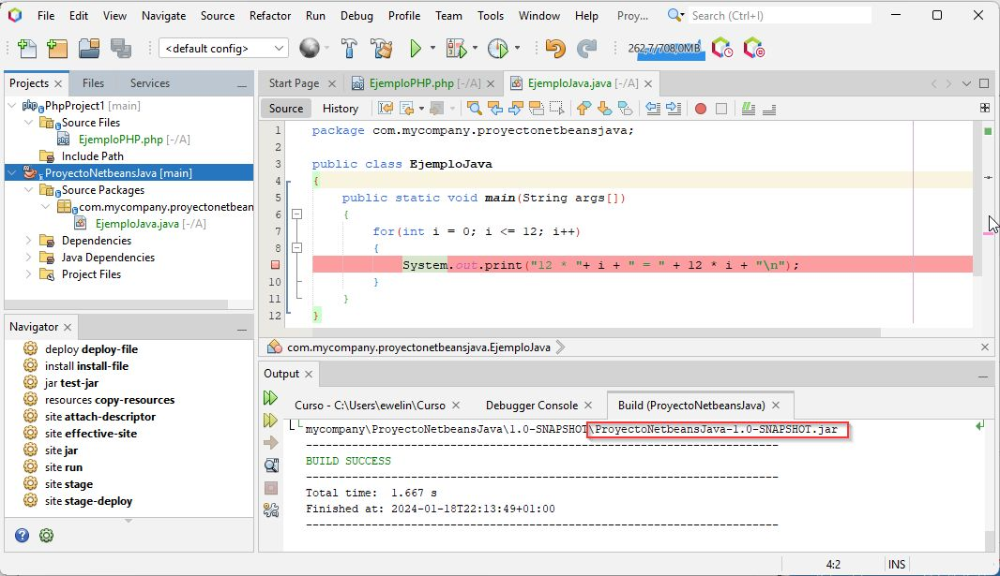 File Edit View Navigate Source Refactor Run Debug Profile Team Tools Window Help Proy... Search (Ctrl+I)
<default config> 262,7/708,0MB
Projects Files Services
PhpProject1 [main]
Source Files
EjemploPHP.php [-/A]
Include Path
ProyectoNetbeansJava [main]
Source Packages
com.mycompany.proyectonetbean
EjemploJava.java [-/A]
Dependencies
Java Dependencies
Project Files
Navigator
deploy deploy-file
install install-file
jar test-jar
resources copy-resources
site attach-descriptor
site effective-site
site jar
site run
site stage
site stage-deploy
Start Page EjemploPHP.php [-/A] EjemploJava.java [-/A]
Source History
1 package com.mycompany.proyectonetbeansjava;
2
3 public class EjemploJava
4 {
5 public static void main(String args[])
6 {
7 for(int i = 0; i <= 12; i++)
8 {
System.out.print("12 * "+ i + " = " + 12 * i + "\n");
10 }
11 }
12 }
com.mycompany.proyectonetbeansjava.EjemploJava
Output
Curso - C:\Users\ewelin\Curso Debugger Console Build (ProyectoNetbeansJava)
mycompany\ProyectoNetbeansJava\1.0-SNAPSHOT\ProyectoNetbeansJava-1.0-SNAPSHOT.jar
------------------------------------------------------------------------
BUILD SUCCESS
------------------------------------------------------------------------
Total time: 1.667 s
Finished at: 2024-01-18T22:13:49+01:00
------------------------------------------------------------------------
4:2 INS